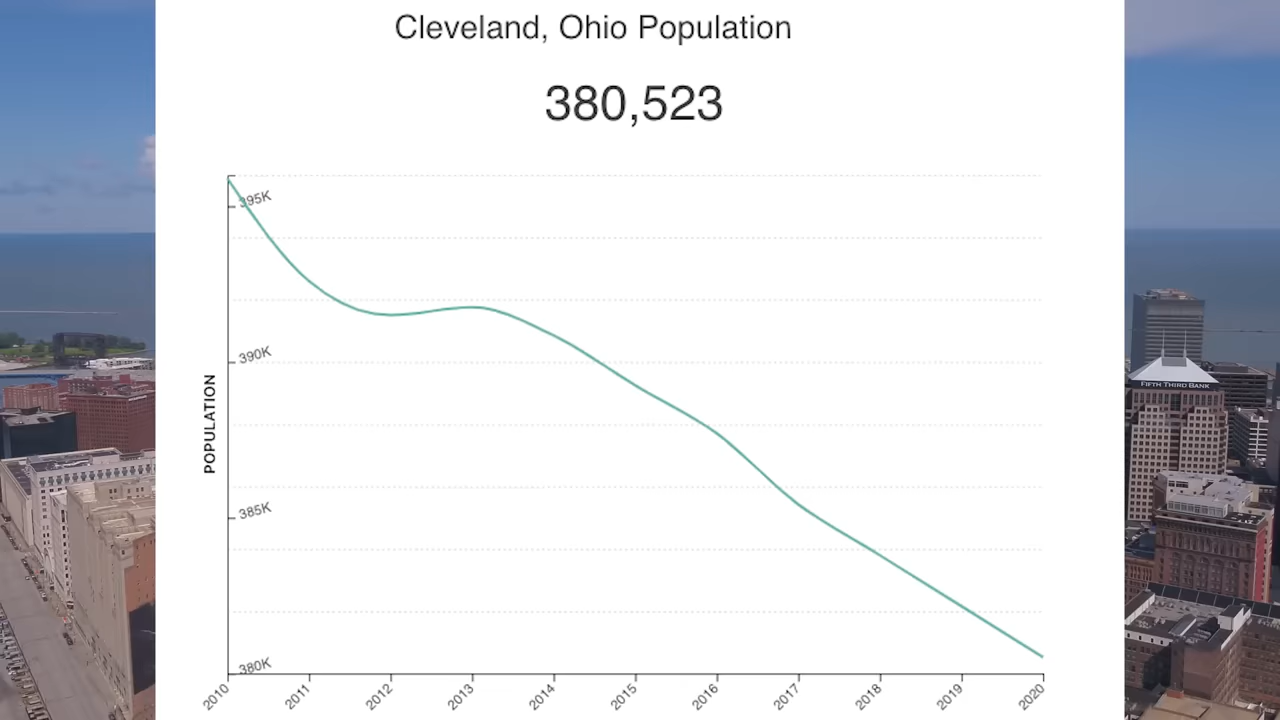 Cleveland, Ohio Population
380,523
395K
390K
385K
380K
POPULATION
2010 2011 2012 2013 2014 2015 2016 2017 2018 2019 2020
FIFTH THIRD BANK